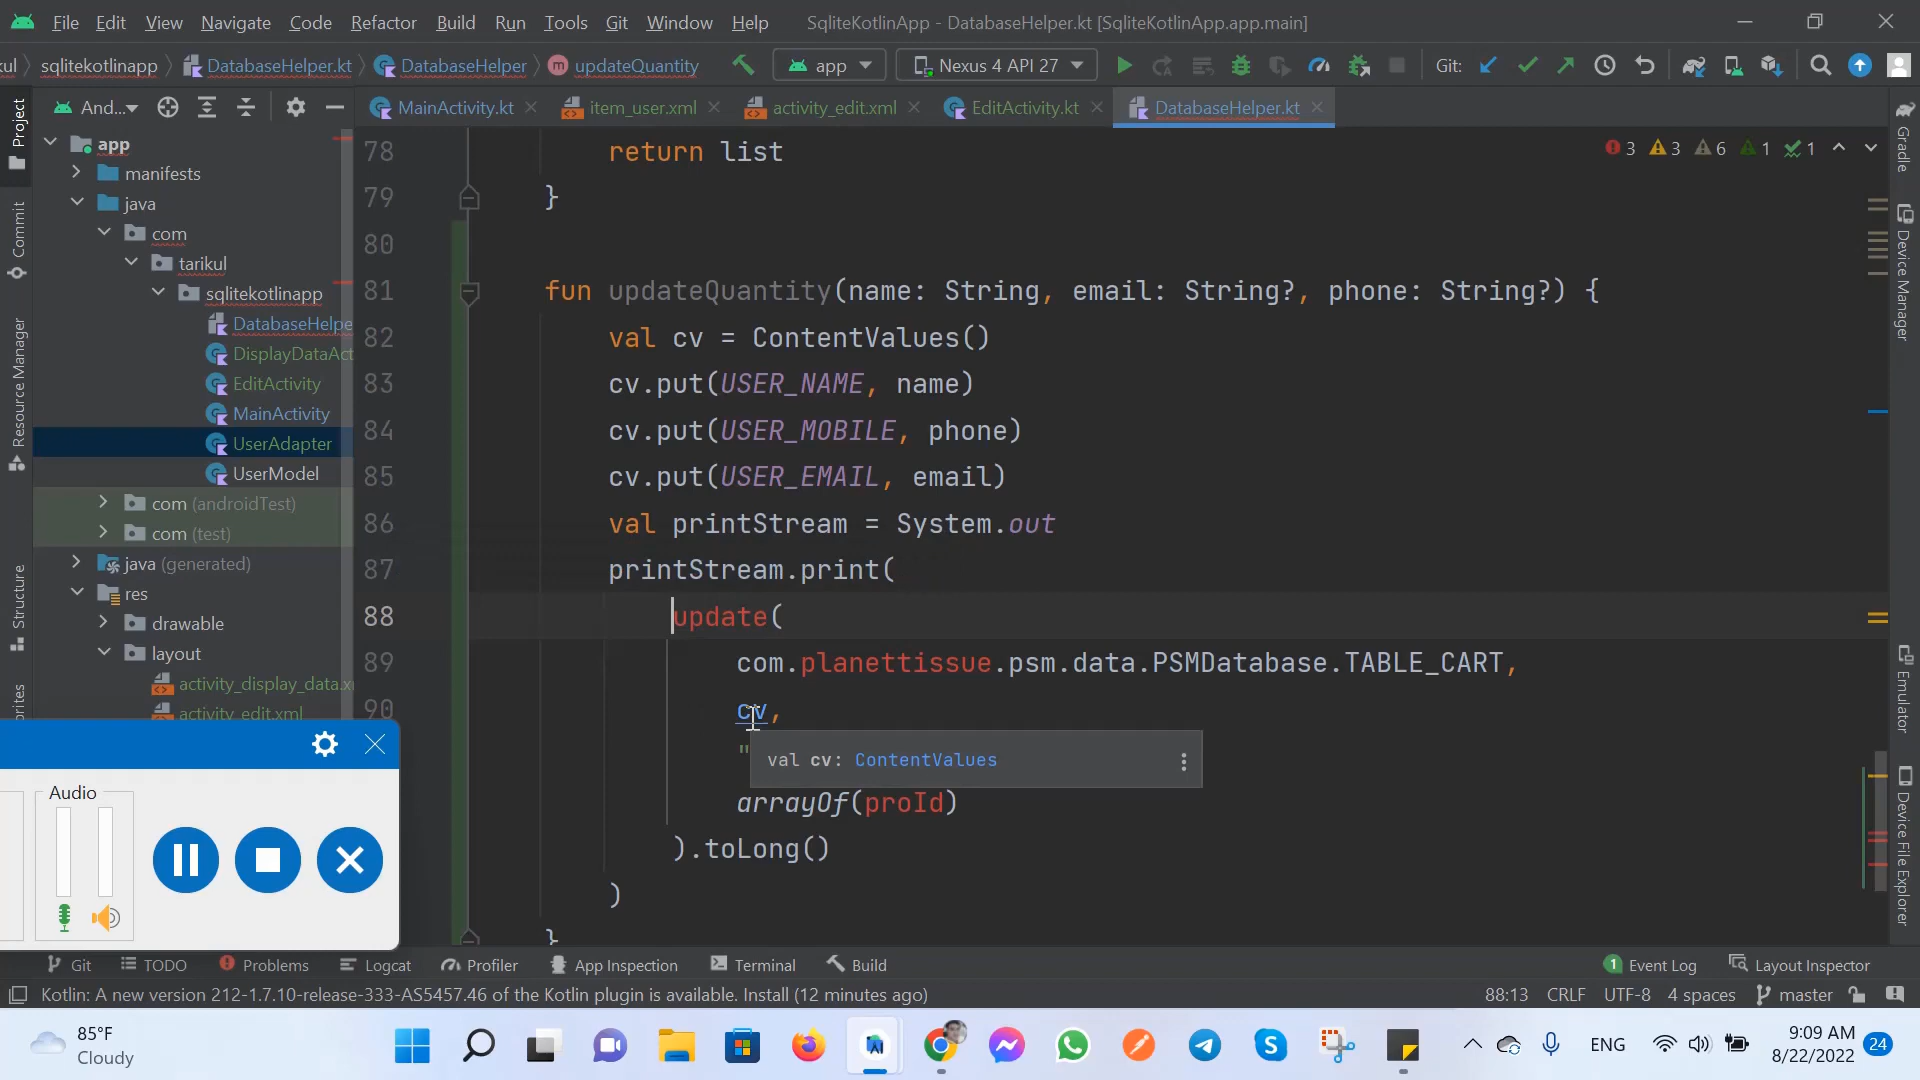 File Edit View Navigate Code Refactor Build Run Tools Git Window Help SqliteKotlinApp - DatabaseHelper.kt [SqliteKotlinApp.app.main]
sqlitekotlinapp DatabaseHelper.kt DatabaseHelper m updateQuantity app Nexus 4 API 27 Git:
And... MainActivity.kt item_user.xml activity_edit.xml EditActivity.kt DatabaseHelper.kt
Project
Commit
Resource Manager
Structure
app
manifests
java
com
tarikul
sqlitekotlinapp
DatabaseHelpe
DisplayDataAct
EditActivity
MainActivity
UserAdapter
UserModel
com (androidTest)
com (test)
java (generated)
res
drawable
layout
activity_display_data.x
activity_edit.xml
3 3 6 1 1
78 return list
79 }
80
81 fun updateQuantity(name: String, email: String?, phone: String?) {
82 val cv = ContentValues()
83 cv.put(USER_NAME, name)
84 cv.put(USER_MOBILE, phone)
85 cv.put(USER_EMAIL, email)
86 val printStream = System.out
87 printStream.print(
88 update(
89 com.planettissue.psm.data.PSMDatabase.TABLE_CART,
90 cv,
"
val cv: ContentValues
arrayOf(proId)
).toLong()
)
}
Gradle
Device Manager
Emulator
Device File Explorer
Audio
Git TODO Problems Logcat Profiler App Inspection Terminal Build 1 Event Log Layout Inspector
Kotlin: A new version 212-1.7.10-release-333-AS5457.46 of the Kotlin plugin is available. Install (12 minutes ago) 88:13 CRLF UTF-8 4 spaces master
85°F
Cloudy
ENG
9:09 AM
8/22/2022
24